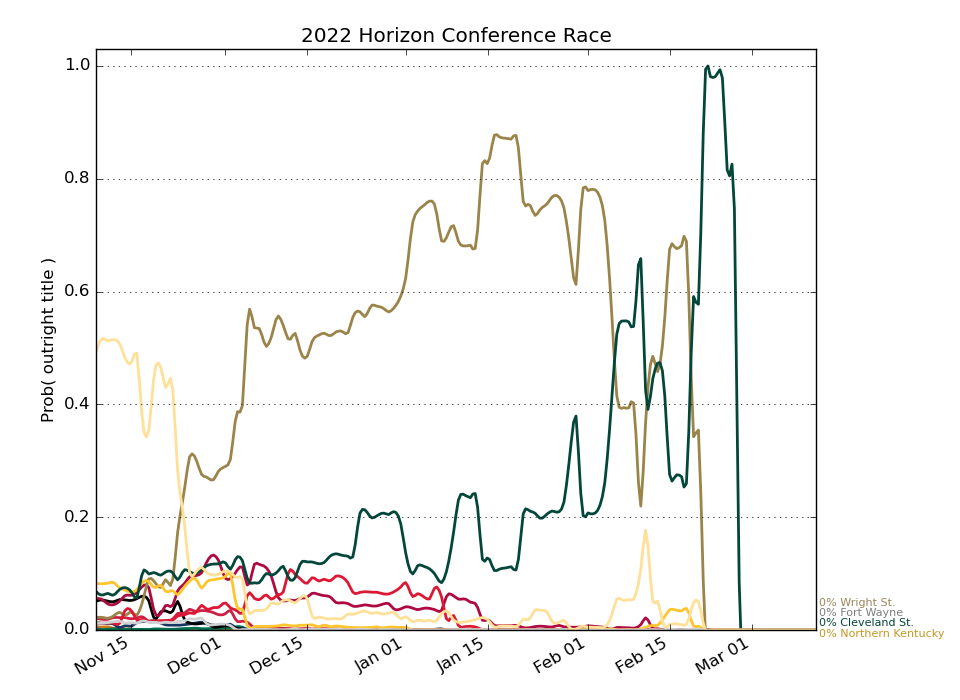 2022 Horizon Conference Race
Prob( outright title )
1.0
0.8
0.6
0.4
0.2
0.0
Nov 15
Dec 01
Dec 15
Jan 01
Jan 15
Feb 01
Feb 15
Mar 01
0% Wright St.
0% Fort Wayne
0% Cleveland St.
0% Northern Kentucky